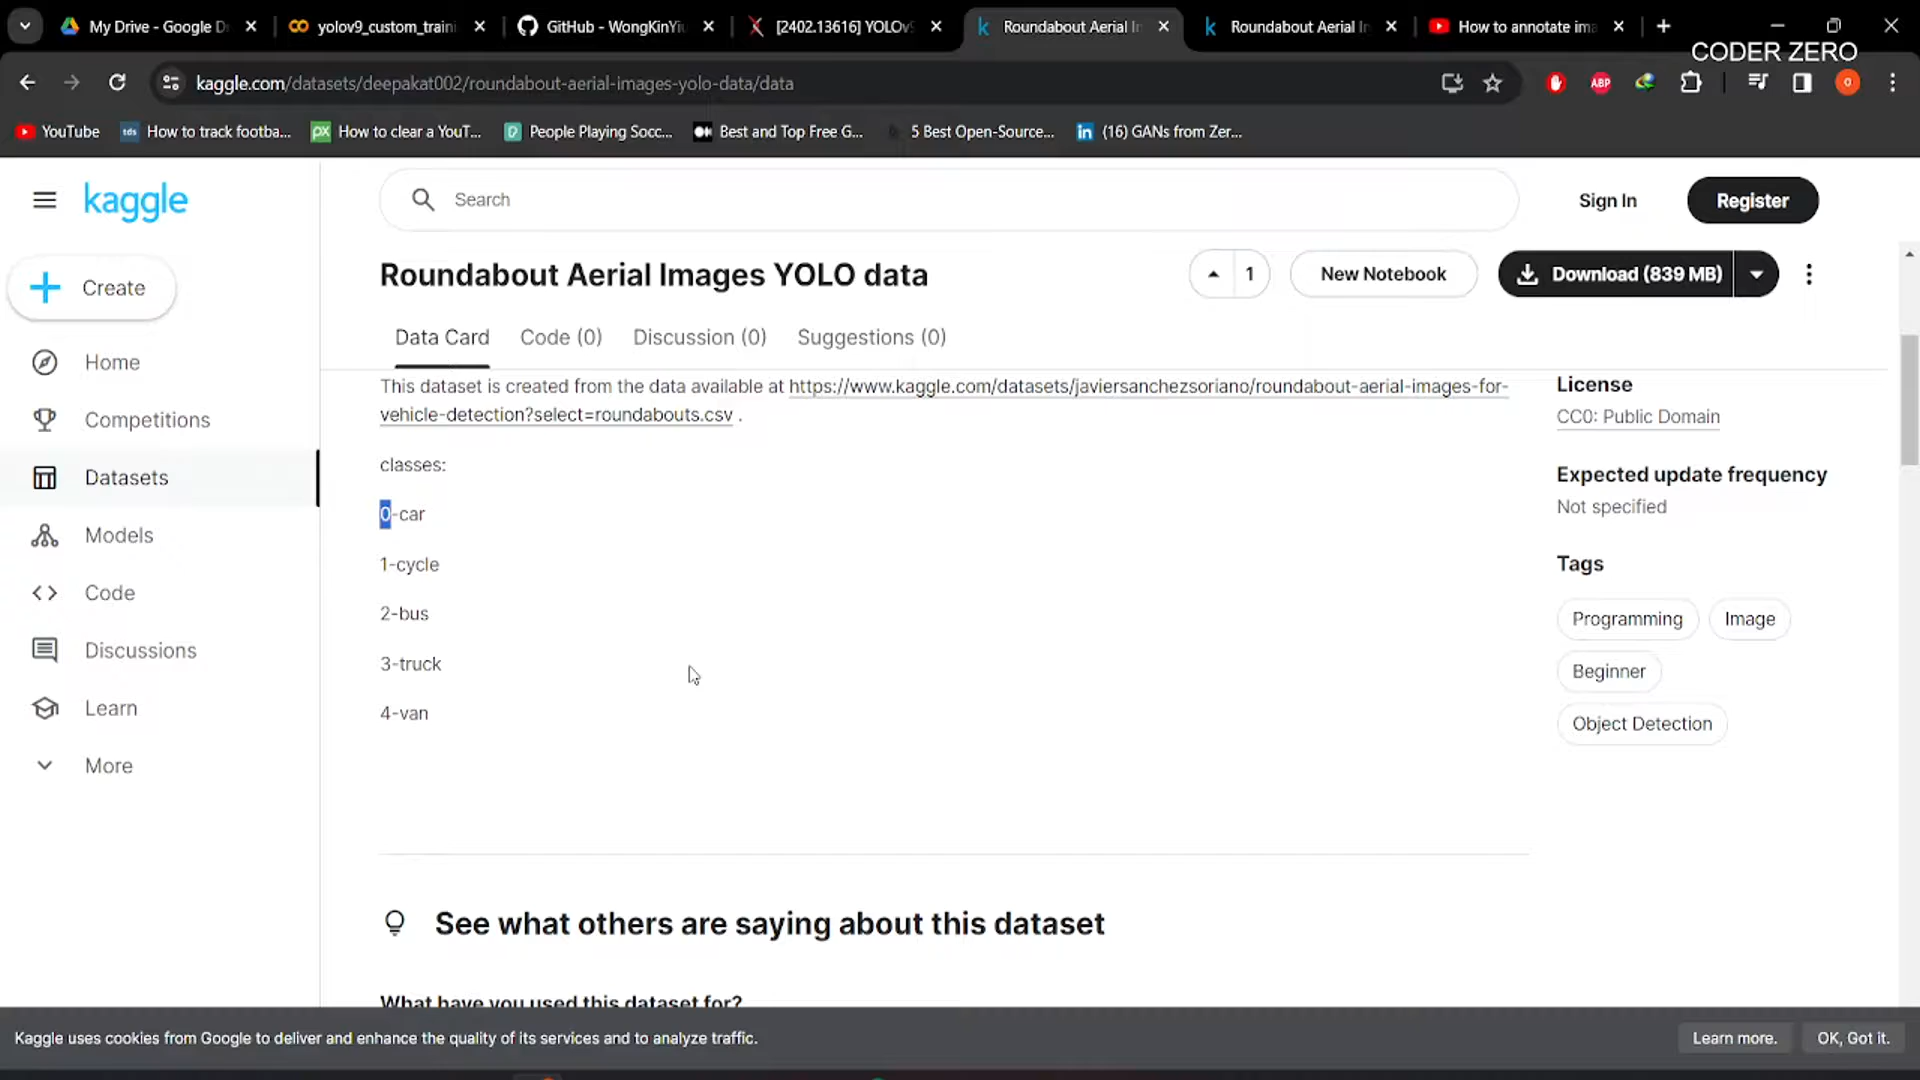 My Drive - Google D
yolov9_custom_traini
GitHub - WongKinYiu
[2402.13616] YOLOv9
Roundabout Aerial In
Roundabout Aerial In
How to annotate ima
CODER ZERO
kaggle.com/datasets/deepakat002/roundabout-aerial-images-yolo-data/data
ABP
YouTube
tds How to track footba...
px How to clear a YouT...
People Playing Socc...
Best and Top Free G...
5 Best Open-Source...
in (16) GANs from Zer...
kaggle
Search
Sign In
Register
Create
Home
Competitions
Datasets
Models
Code
Discussions
Learn
More
Roundabout Aerial Images YOLO data
1
New Notebook
Download (839 MB)
Data Card
Code (0)
Discussion (0)
Suggestions (0)
This dataset is created from the data available at https://www.kaggle.com/datasets/javiersanchezsoriano/roundabout-aerial-images-for-
vehicle-detection?select=roundabouts.csv .
classes:
0-car
1-cycle
2-bus
3-truck
4-van
License
CC0: Public Domain
Expected update frequency
Not specified
Tags
Programming
Image
Beginner
Object Detection
See what others are saying about this dataset
What have you used this dataset for?
Kaggle uses cookies from Google to deliver and enhance the quality of its services and to analyze traffic.
Learn more.
OK, Got it.